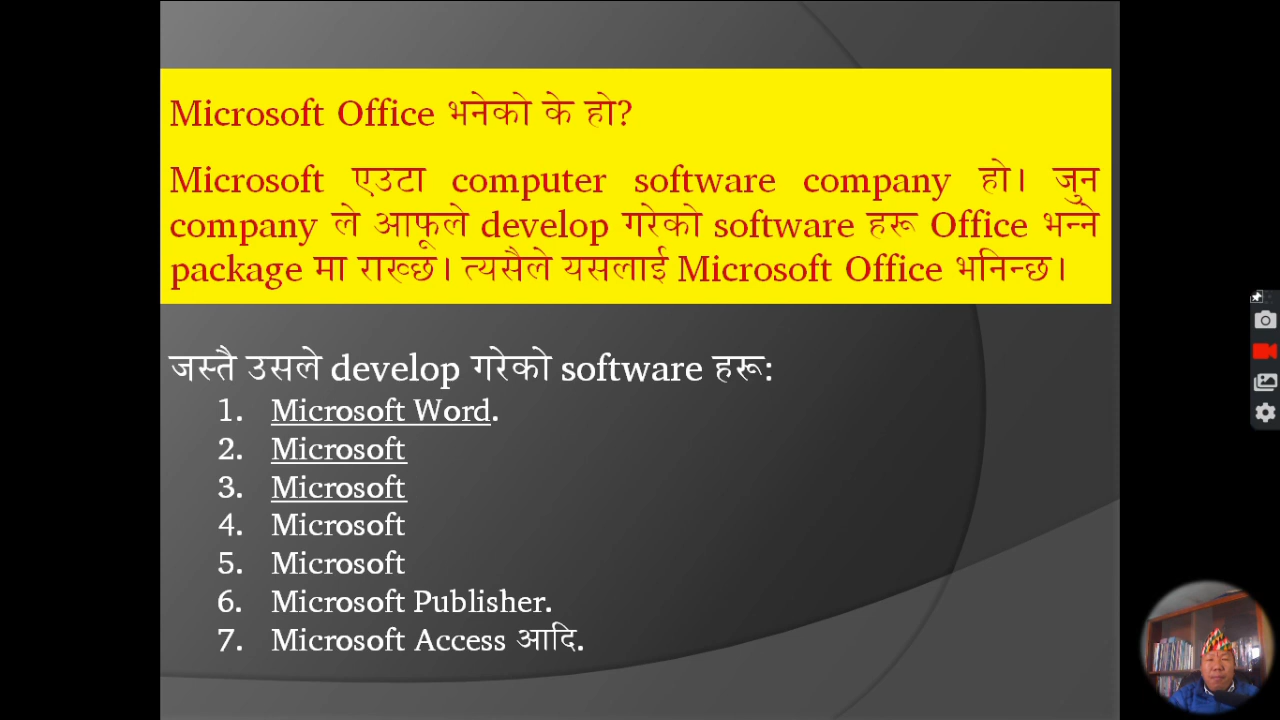 Microsoft Office भनेको के हो?
Microsoft एउटा computer software company हो। जुन
company ले आफूले develop गरेको software हरू Office भन्ने
package मा राख्छ। त्यसैले यसलाई Microsoft Office भनिन्छ।
जस्तै उसले develop गरेको software हरू:
1. Microsoft Word.
2. Microsoft
3. Microsoft
4. Microsoft
5. Microsoft
6. Microsoft Publisher.
7. Microsoft Access आदि.